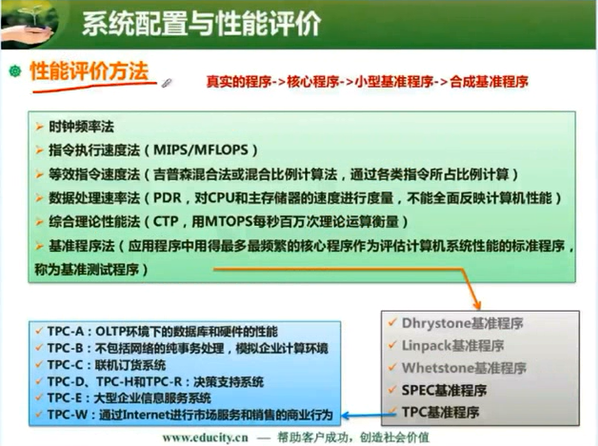 系统配置与性能评价
性能评价方法
真实的程序->核心程序->小型基准程序->合成基准程序
时钟频率法
指令执行速度法（MIPS/MFLOPS）
等效指令速度法（吉普森混合法或混合比例计算法，通过各类指令所占比例计算）
数据处理速率法（PDR，对CPU和主存储器的速度进行度量，不能全面反映计算机性能）
综合理论性能法（CTP，用MTOPS每秒百万次理论运算衡量）
基准程序法（应用程序中用得最多最频繁的核心程序作为评估计算机系统性能的标准程序，
称为基准测试程序）
TPC-A：OLTP环境下的数据库和硬件的性能
TPC-B：不包括网络的纯事务处理，模拟企业计算环境
TPC-C：联机订货系统
TPC-D、TPC-H和TPC-R：决策支持系统
TPC-E：大型企业信息服务系统
TPC-W：通过Internet进行市场服务和销售的商业行为
Dhrystone基准程序
Linpack基准程序
Whetstone基准程序
SPEC基准程序
TPC基准程序
www.educity.cn — 帮助客户成功，创造社会价值